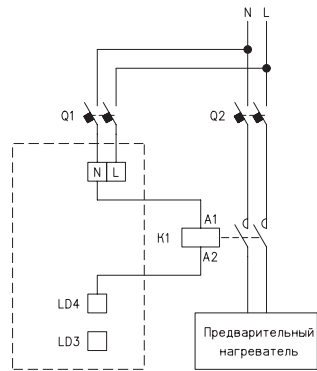 N L
Q1
Q2
N L
A1
K1
A2
LD4
LD3
Предварительный
нагреватель